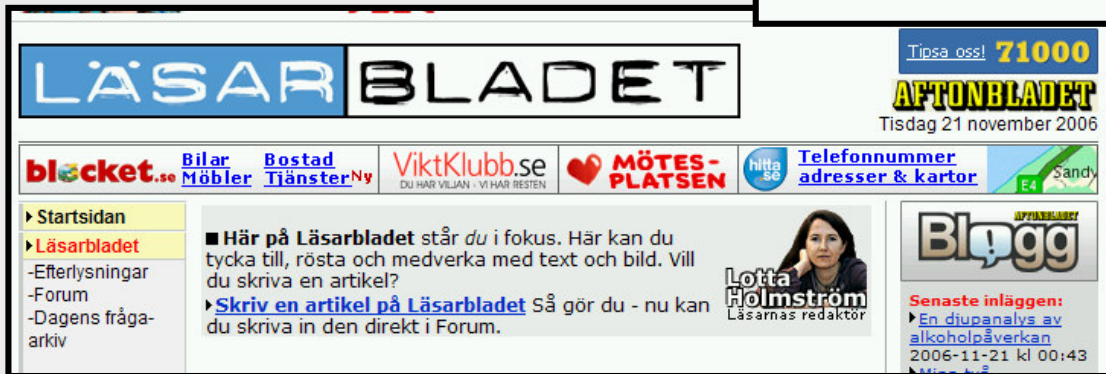 LÄSARBLADET
Tipsa oss! 71000
AFTONBLADET
Tisdag 21 november 2006
blocket.se
Bilar Bostad
Möbler TjänsterNy
ViktKlubb.se
DU HAR VILJAN - VI HAR RESTEN
MÖTES-
PLATSEN
hitta
.se
Telefonnummer
adresser & kartor
E4 Sandy
Startsidan
Läsarbladet
-Efterlysningar
-Forum
-Dagens fråga-
arkiv
Här på Läsarbladet står du i fokus. Här kan du
tycka till, rösta och medverka med text och bild. Vill
du skriva en artikel?
Skriv en artikel på Läsarbladet Så gör du - nu kan
du skriva in den direkt i Forum.
Lotta
Holmström
Läsarnas redaktör
AFTONBLADET
Blogg
Senaste inläggen:
En djupanalys av
alkoholpåverkan
2006-11-21 kl 00:43